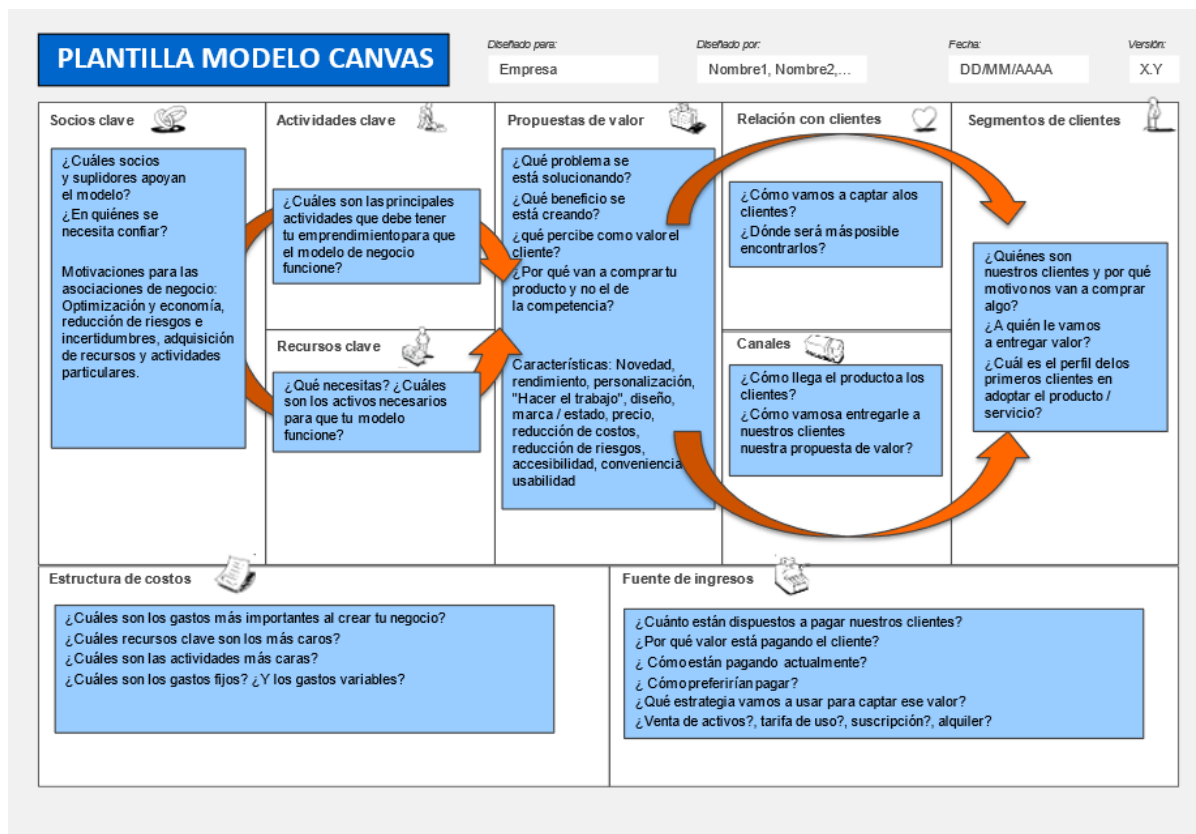 PLANTILLA MODELO CANVAS
Diseñado para:
Empresa
Diseñado por:
Nombre1, Nombre2,...
Fecha:
DD/MM/AAAA
Versión:
X.Y
Socios clave
¿Cuáles socios
y suplidores apoyan
el modelo?
¿En quiénes se
necesita confiar?
Motivaciones para las
asociaciones de negocio:
Optimización y economía,
reducción de riesgos e
incertidumbres, adquisición
de recursos y actividades
particulares.
Actividades clave
¿Cuáles son las principales
actividades que debe tener
tu emprendimiento para que
el modelo de negocio
funcione?
Recursos clave
¿Qué necesitas? ¿Cuáles
son los activos necesarios
para que tu modelo
funcione?
Propuestas de valor
¿Qué problema se
está solucionando?
¿Qué beneficio se
está creando?
¿qué percibe como valor el
cliente?
¿Por qué van a comprar tu
producto y no el de
la competencia?
Características: Novedad,
rendimiento, personalización,
"Hacer el trabajo", diseño,
marca / estado, precio,
reducción de costos,
reducción de riesgos,
accesibilidad, conveniencia
usabilidad
Relación con clientes
¿Cómo vamos a captar alos
clientes?
¿Dónde será más posible
encontrarlos?
Canales
¿Cómo llega el producto a los
clientes?
¿Cómo vamos a entregarle a
nuestros clientes
nuestra propuesta de valor?
Segmentos de clientes
¿Quiénes son
nuestros clientes y por qué
motivo nos van a comprar
algo?
¿A quién le vamos
a entregar valor?
¿Cuál es el perfil delos
primeros clientes en
adoptar el producto /
servicio?
Estructura de costos
¿Cuáles son los gastos más importantes al crear tu negocio?
¿Cuáles recursos clave son los más caros?
¿Cuáles son las actividades más caras?
¿Cuáles son los gastos fijos? ¿Y los gastos variables?
Fuente de ingresos
¿Cuánto están dispuestos a pagar nuestros clientes?
¿Por qué valor está pagando el cliente?
¿ Cómo están pagando actualmente?
¿ Cómo preferirían pagar?
¿Qué estrategia vamos a usar para captar ese valor?
¿Venta de activos?, tarifa de uso?, suscripción?, alquiler?